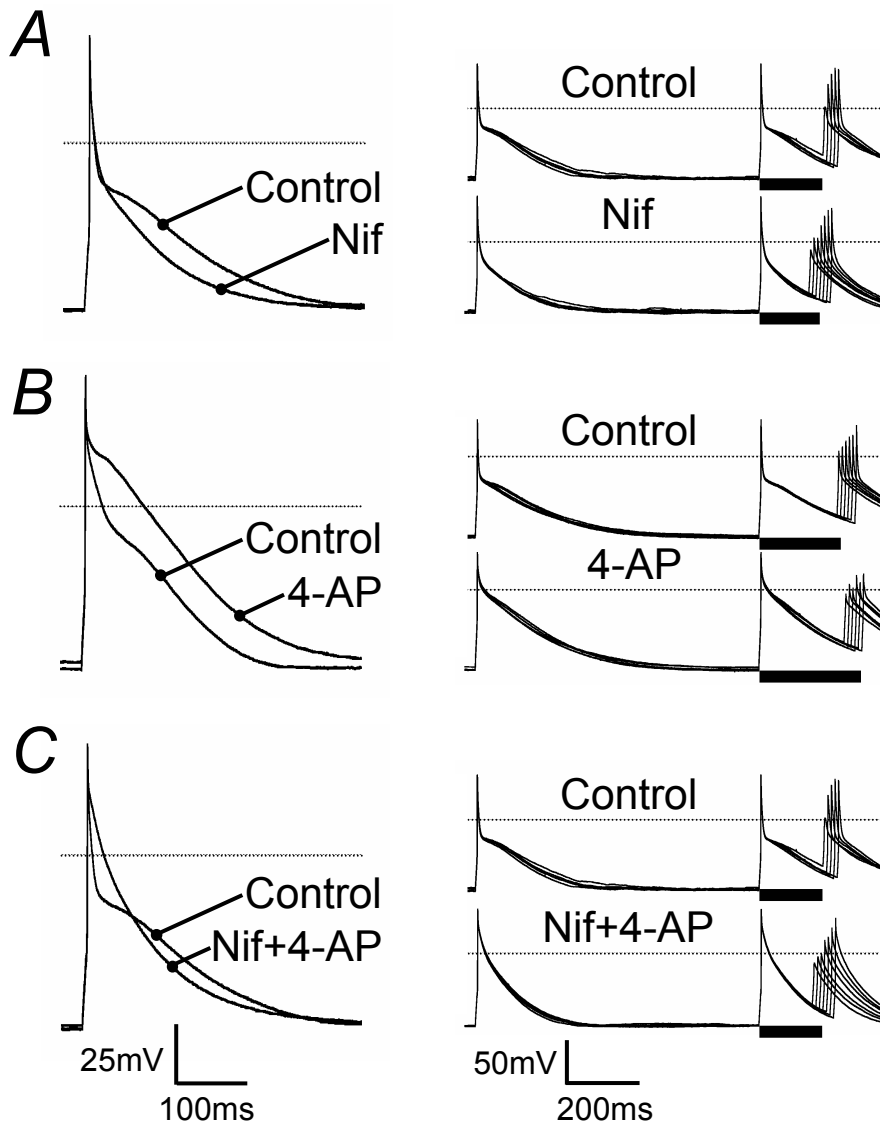 A
Control
Nif
Control
Nif
B
Control
4-AP
Control
4-AP
C
Control
Nif+4-AP
25mV
100ms
Control
Nif+4-AP
50mV
200ms